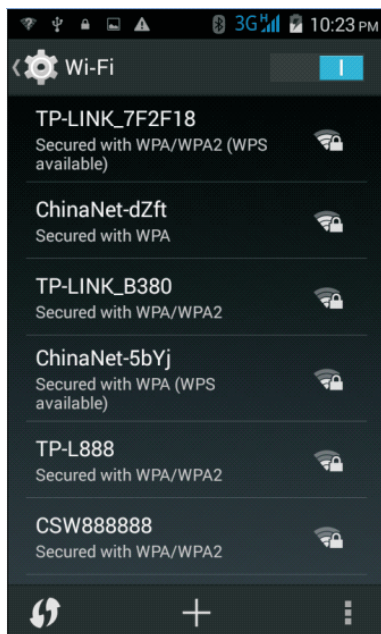 3G H 10:23 PM
Wi-Fi
TP-LINK_7F2F18
Secured with WPA/WPA2 (WPS
available)
ChinaNet-dZft
Secured with WPA
TP-LINK_B380
Secured with WPA/WPA2
ChinaNet-5bYj
Secured with WPA (WPS
available)
TP-L888
Secured with WPA/WPA2
CSW888888
Secured with WPA/WPA2